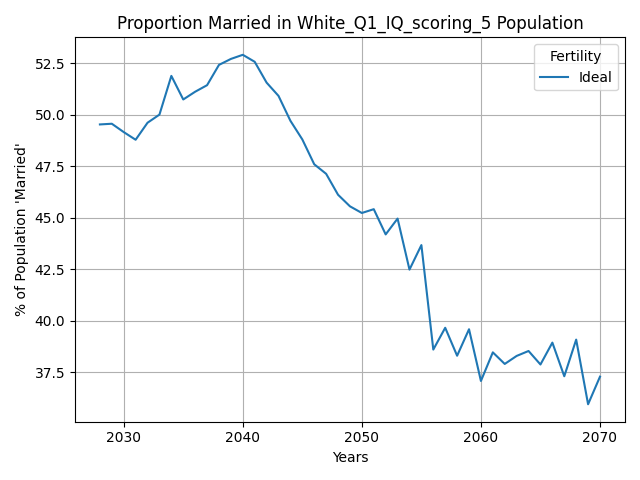 Proportion Married in White_Q1_IQ_scoring_5 Population
Fertility
Ideal
52.5
50.0
47.5
45.0
42.5
40.0
37.5
% of Population 'Married'
2030 2040 2050 2060 2070
Years